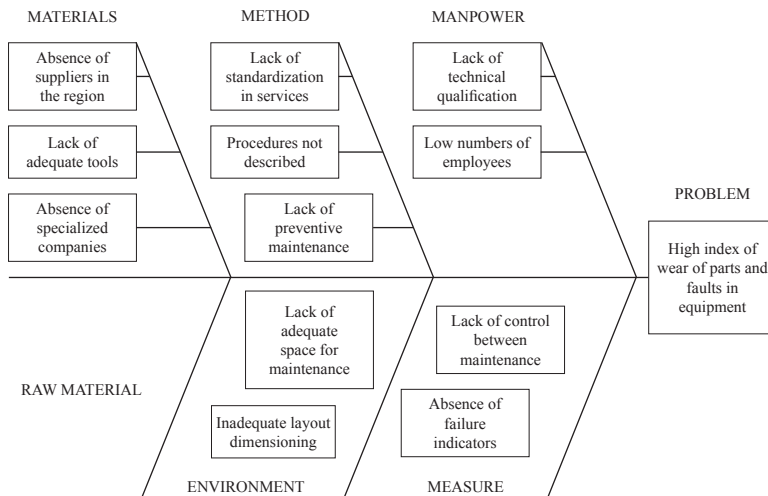 MATERIALS
Absence of
suppliers in
the region
Lack of
adequate tools
Absence of
specialized
companies
METHOD
Lack of
standardization
in services
Procedures not
described
Lack of
preventive
maintenance
MANPOWER
Lack of
technical
qualification
Low numbers of
employees
PROBLEM
High index of
wear of parts and
faults in
equipment
RAW MATERIAL
Lack of
adequate
space for
maintenance
Inadequate layout
dimensioning
ENVIRONMENT
Lack of control
between
maintenance
Absence of
failure
indicators
MEASURE